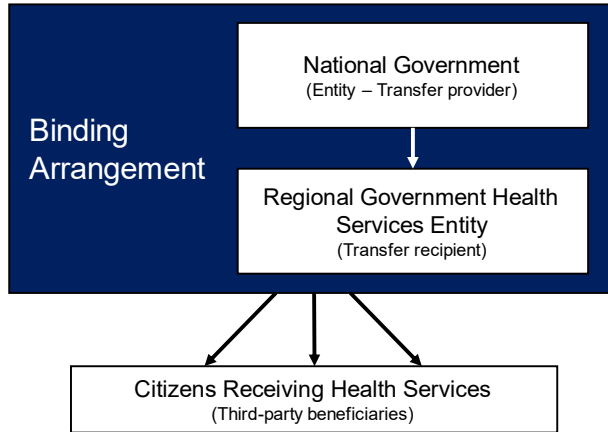 National Government
(Entity – Transfer provider)
Binding
Arrangement
Regional Government Health
Services Entity
(Transfer recipient)
Citizens Receiving Health Services
(Third-party beneficiaries)